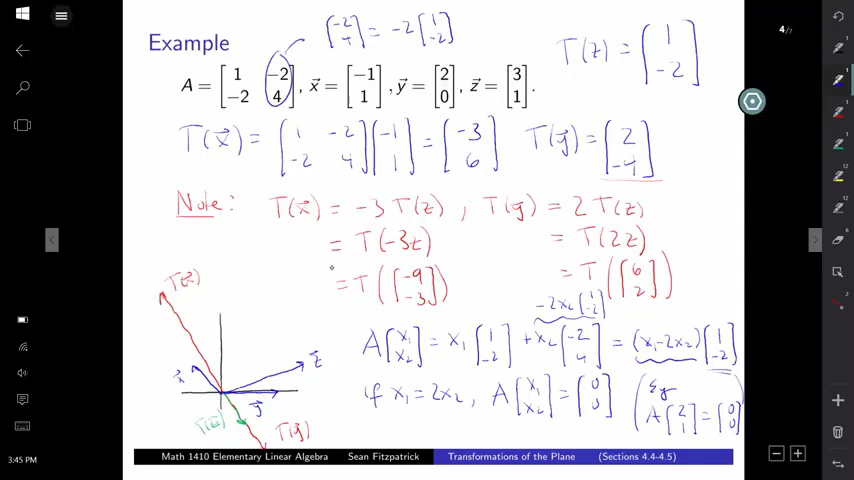 [-2 4] = -2 [1 -2]
Example
T(z) = [1 -2]
4/7
A = [1 -2 -2 4], x⃗ = [-1 1], y⃗ = [2 0], z⃗ = [3 1].
T(x⃗) = [1 -2 -2 4] [-1 1] = [-3 6] T(y⃗) = [2 -4]
Note: T(x⃗) = -3 T(z), T(y⃗) = 2 T(z)
= T(-3z) = T(2z)
= T([-9 -3]) = T([6 2])
T(x⃗)
-2x₂ [1 -2]
A [x₁ x₂] = x₁ [1 -2] + x₂ [-2 4] = (x₁-2x₂) [1 -2]
x⃗ z⃗
if x₁ = 2x₂, A [x₁ x₂] = [0 0] (Eg A [2 1] = [0 0])
y⃗
T(z) T(y⃗)
Math 1410 Elementary Linear Algebra Sean Fitzpatrick Transformations of the Plane (Sections 4.4-4.5)
3:45 PM